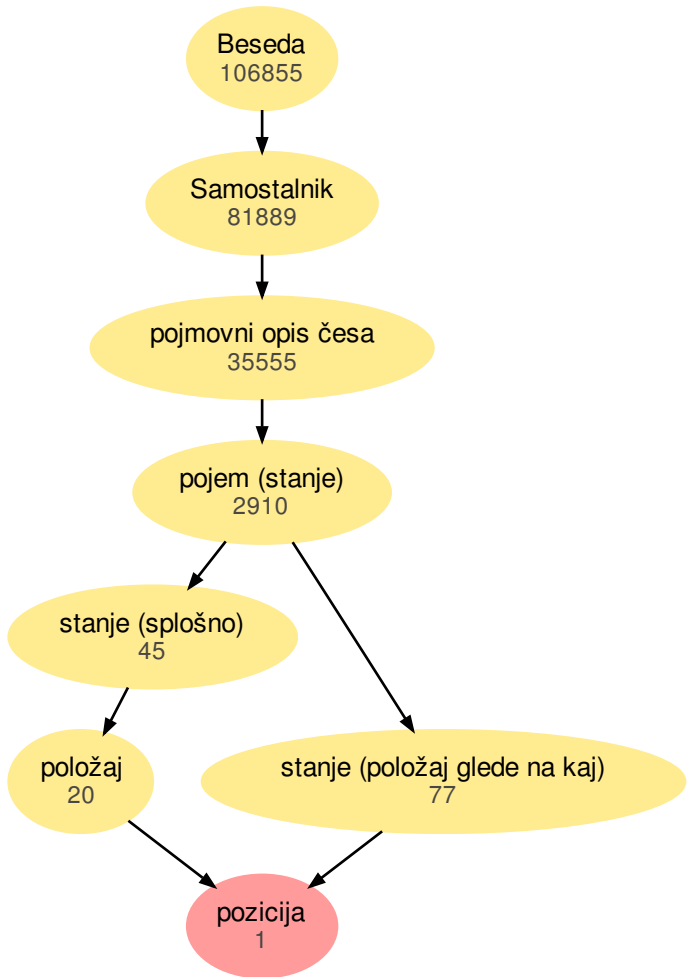 Beseda
106855
Samostalnik
81889
pojmovni opis česa
35555
pojem (stanje)
2910
stanje (splošno)
45
položaj
20
stanje (položaj glede na kaj)
77
pozicija
1